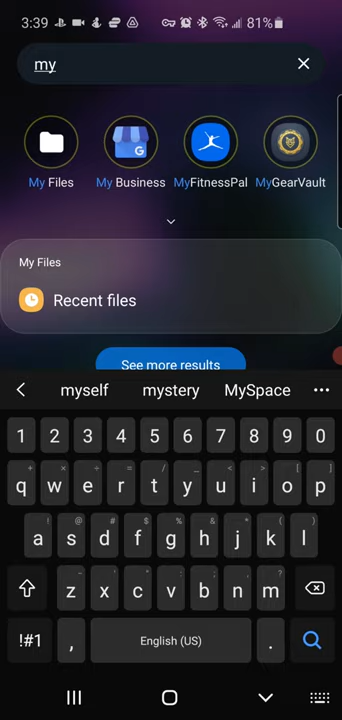 3:39 81%
my
My Files My Business MyFitnessPal MyGearVault
My Files
Recent files
See more results
myself mystery MySpace
1 2 3 4 5 6 7 8 9 0
q w e r t y u i o p
a s d f g h j k l
z x c v b n m
!#1 , English (US) .